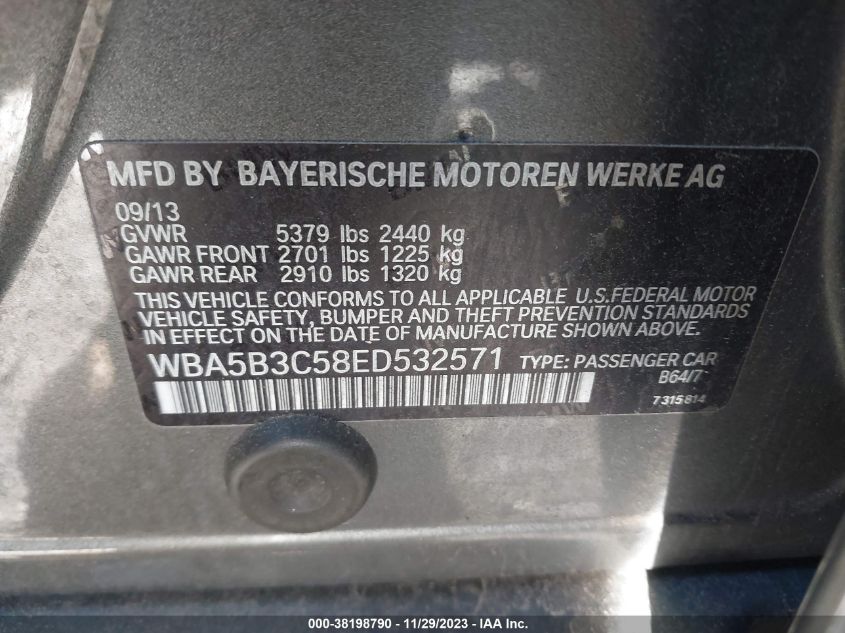 MFD BY BAYERISCHE MOTOREN WERKE AG
09/13
GVWR 5379 lbs 2440 kg
GAWR FRONT 2701 lbs 1225 kg
GAWR REAR 2910 lbs 1320 kg
THIS VEHICLE CONFORMS TO ALL APPLICABLE U.S.FEDERAL MOTOR
VEHICLE SAFETY, BUMPER AND THEFT PREVENTION STANDARDS
IN EFFECT ON THE DATE OF MANUFACTURE SHOWN ABOVE.
WBA5B3C58ED532571 TYPE: PASSENGER CAR
B64/7
7315814
000-38198790 - 11/29/2023 - IAA, Inc.